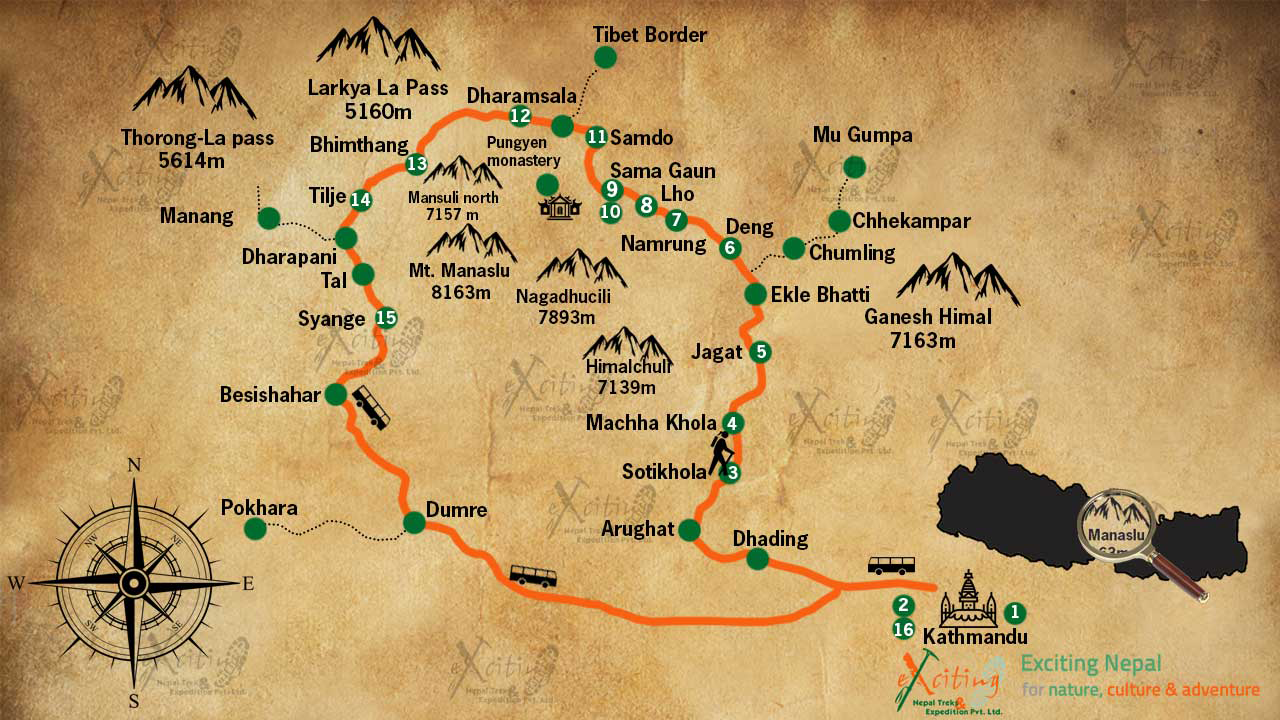 Tibet Border
Larkya La Pass
5160m
Dharamsala
12
Thorong-La pass
5614m
11 Samdo
Mu Gumpa
Bhimthang
13
Pungyen
monastery
Sama Gaun
9
10
Lho
8
7
Tilje 14
Mansuli north
7157 m
Manang
Namrung
Deng
6
Chhekampar
Chumling
Dharapani
Tal
Mt. Manaslu
8163m
Nagadhucili
7893m
Ekle Bhatti
Ganesh Himal
7163m
Syange 15
Jagat 5
Himalchuli
7139m
Besishahar
Machha Khola 4
Sotikhola 3
N
NW
NE
W
E
SW
SE
S
Pokhara
Dumre
Arughat
Dhading
Manaslu
2
16
1
Kathmandu
eXciting
Nepal Treks
&
Expedition Pvt. Ltd.
Exciting Nepal
for nature, culture & adventure